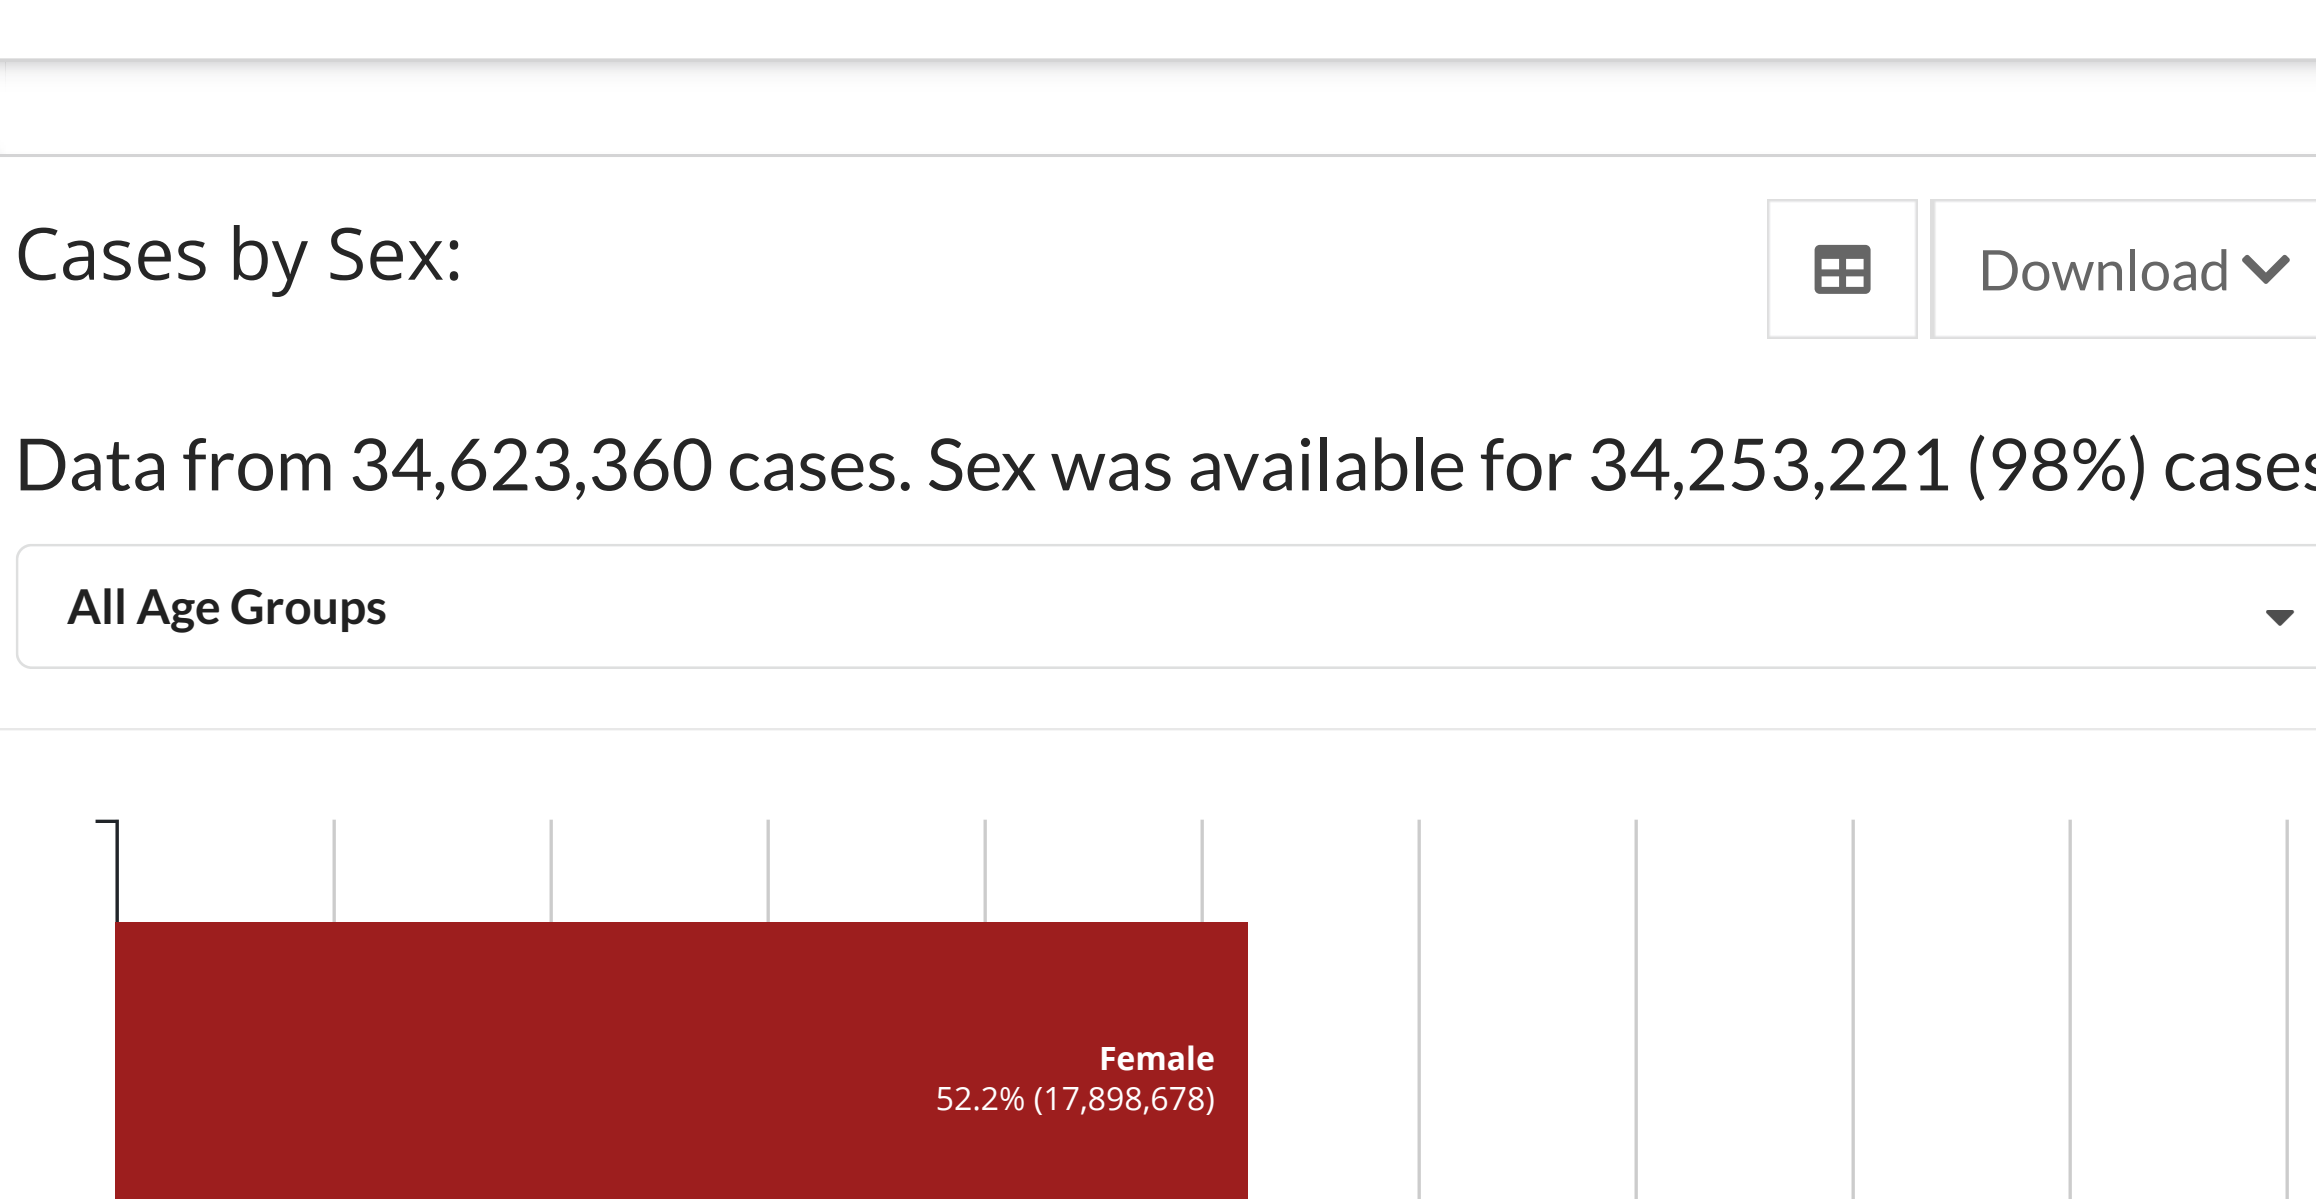 Cases by Sex:
Download
Data from 34,623,360 cases. Sex was available for 34,253,221 (98%) cases
All Age Groups
Female
52.2% (17,898,678)